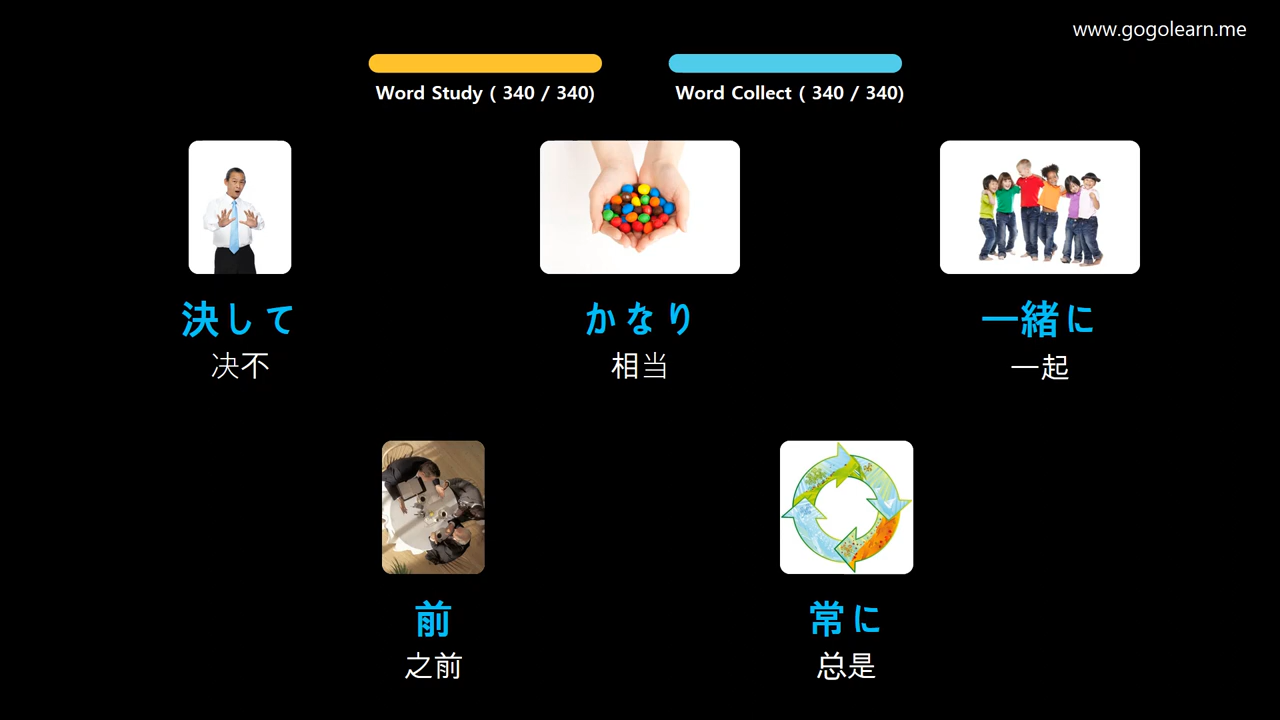 www.gogolearn.me
Word Study ( 340 / 340)
Word Collect ( 340 / 340)
決して
决不
かなり
相当
一緒に
一起
前
之前
常に
总是